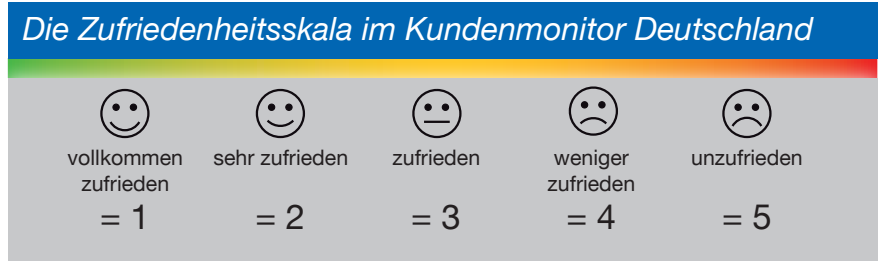 Die Zufriedenheitsskala im Kundenmonitor Deutschland
vollkommen zufrieden
= 1
sehr zufrieden
= 2
zufrieden
= 3
weniger zufrieden
= 4
unzufrieden
= 5